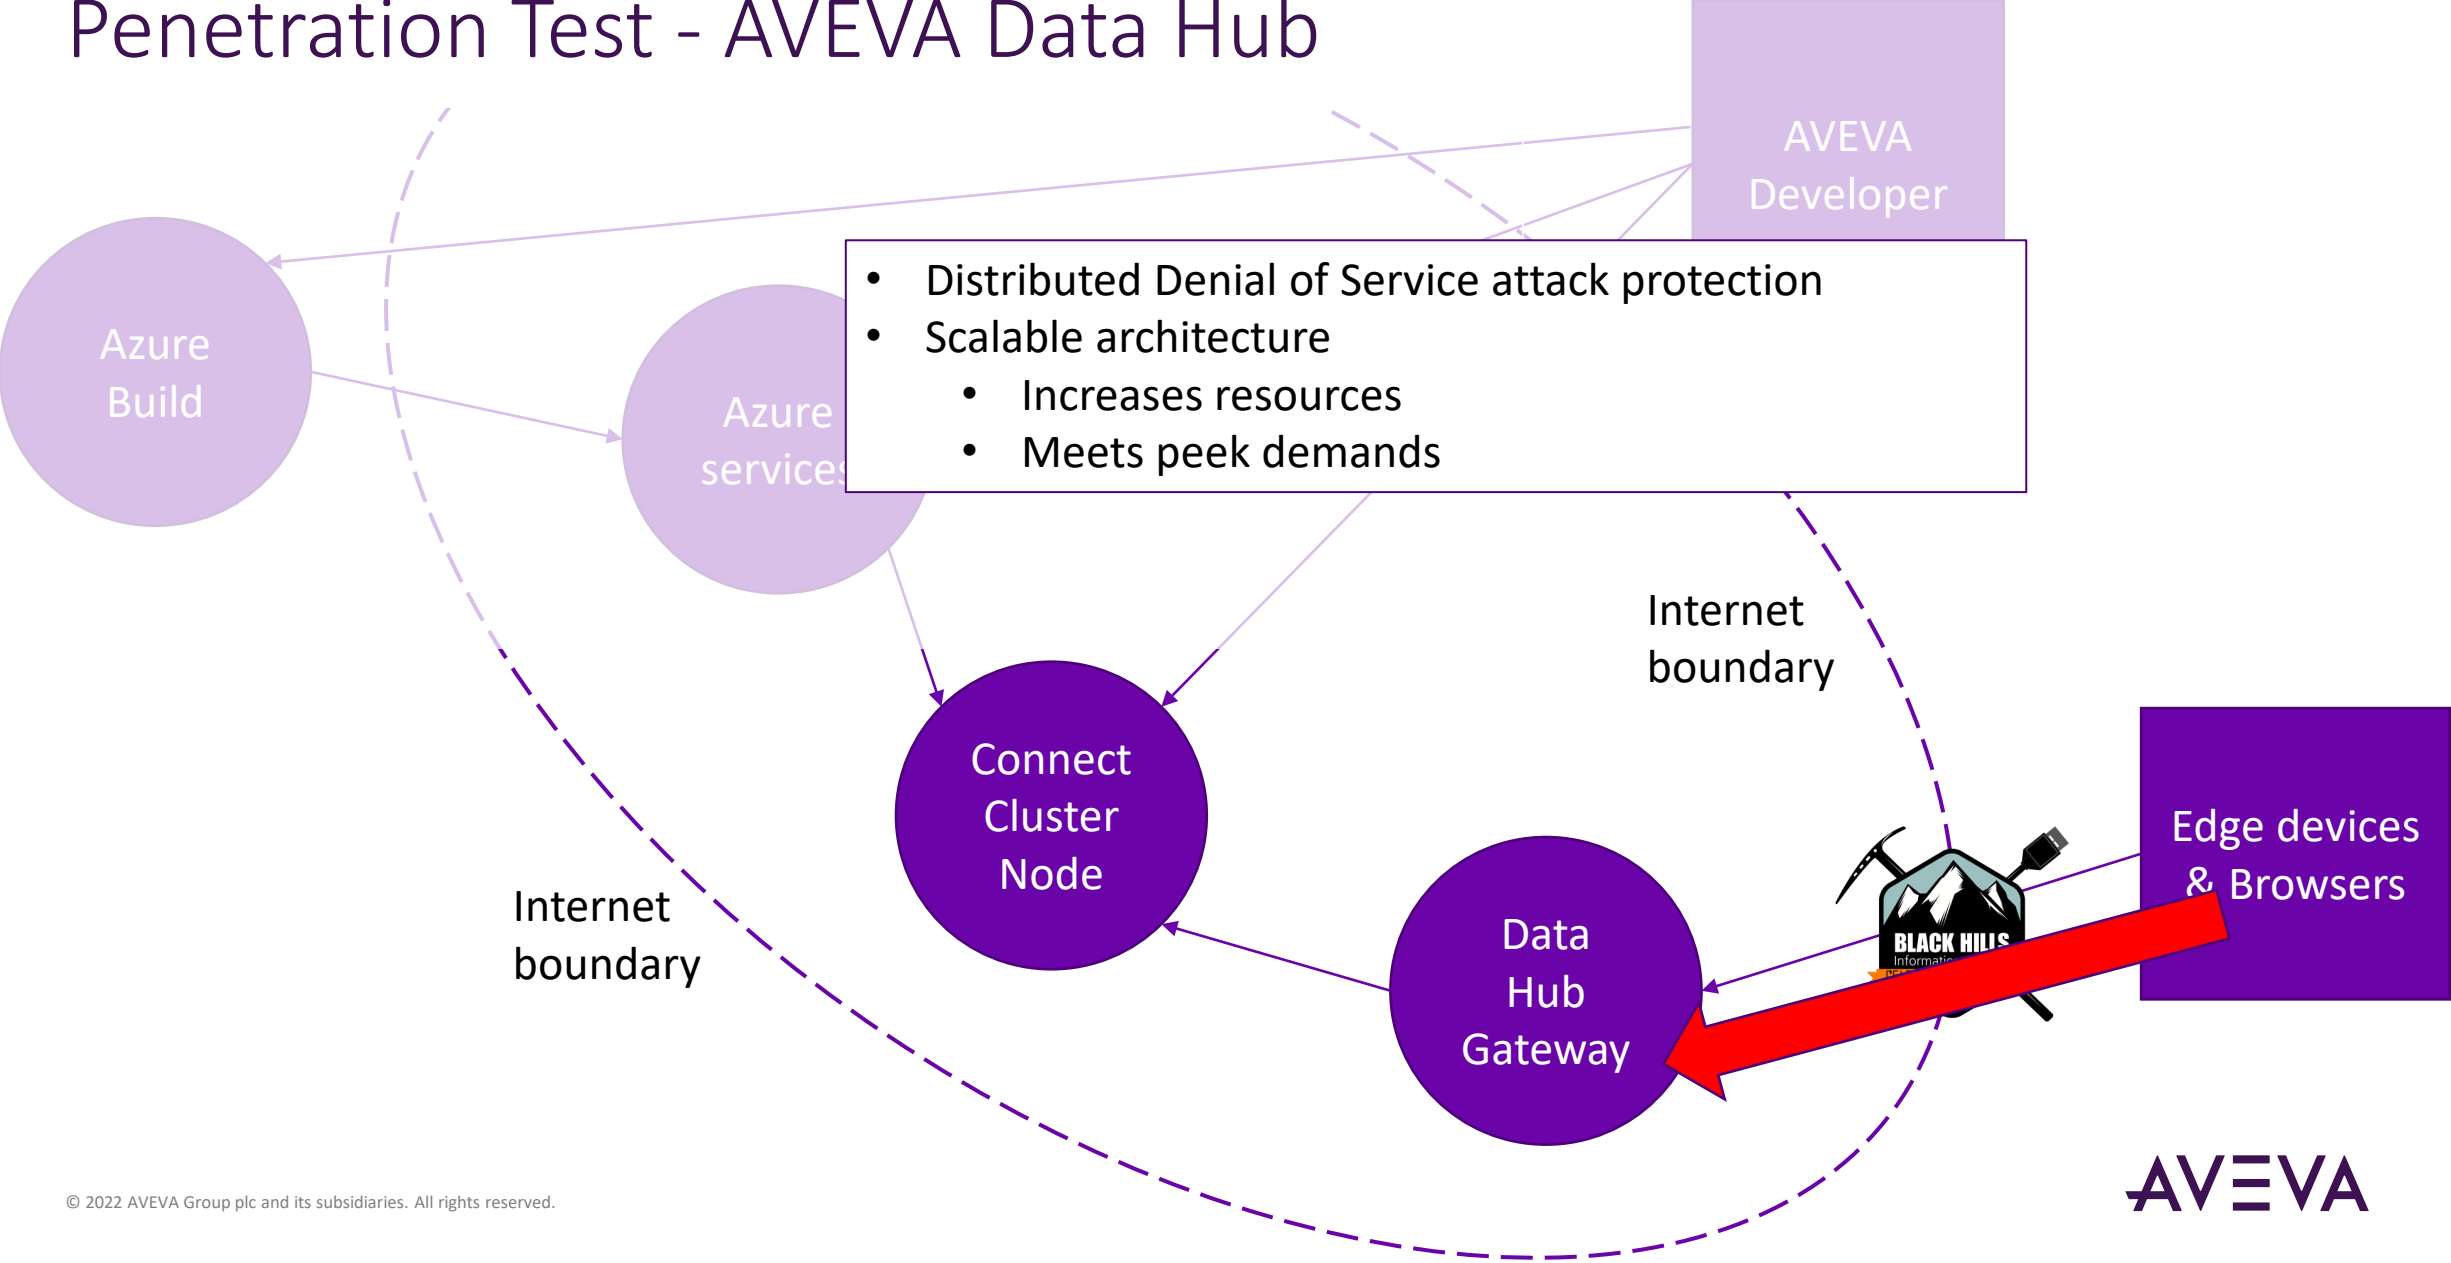 Penetration Test - AVEVA Data Hub
AVEVA
Developer
• Distributed Denial of Service attack protection
• Scalable architecture
• Increases resources
• Meets peek demands
Azure
Build
Azure
services
Internet
boundary
Connect
Cluster
Node
Edge devices
& Browsers
Internet
boundary
Data
Hub
Gateway
BLACK HILLS
© 2022 AVEVA Group plc and its subsidiaries. All rights reserved.
AVEVA